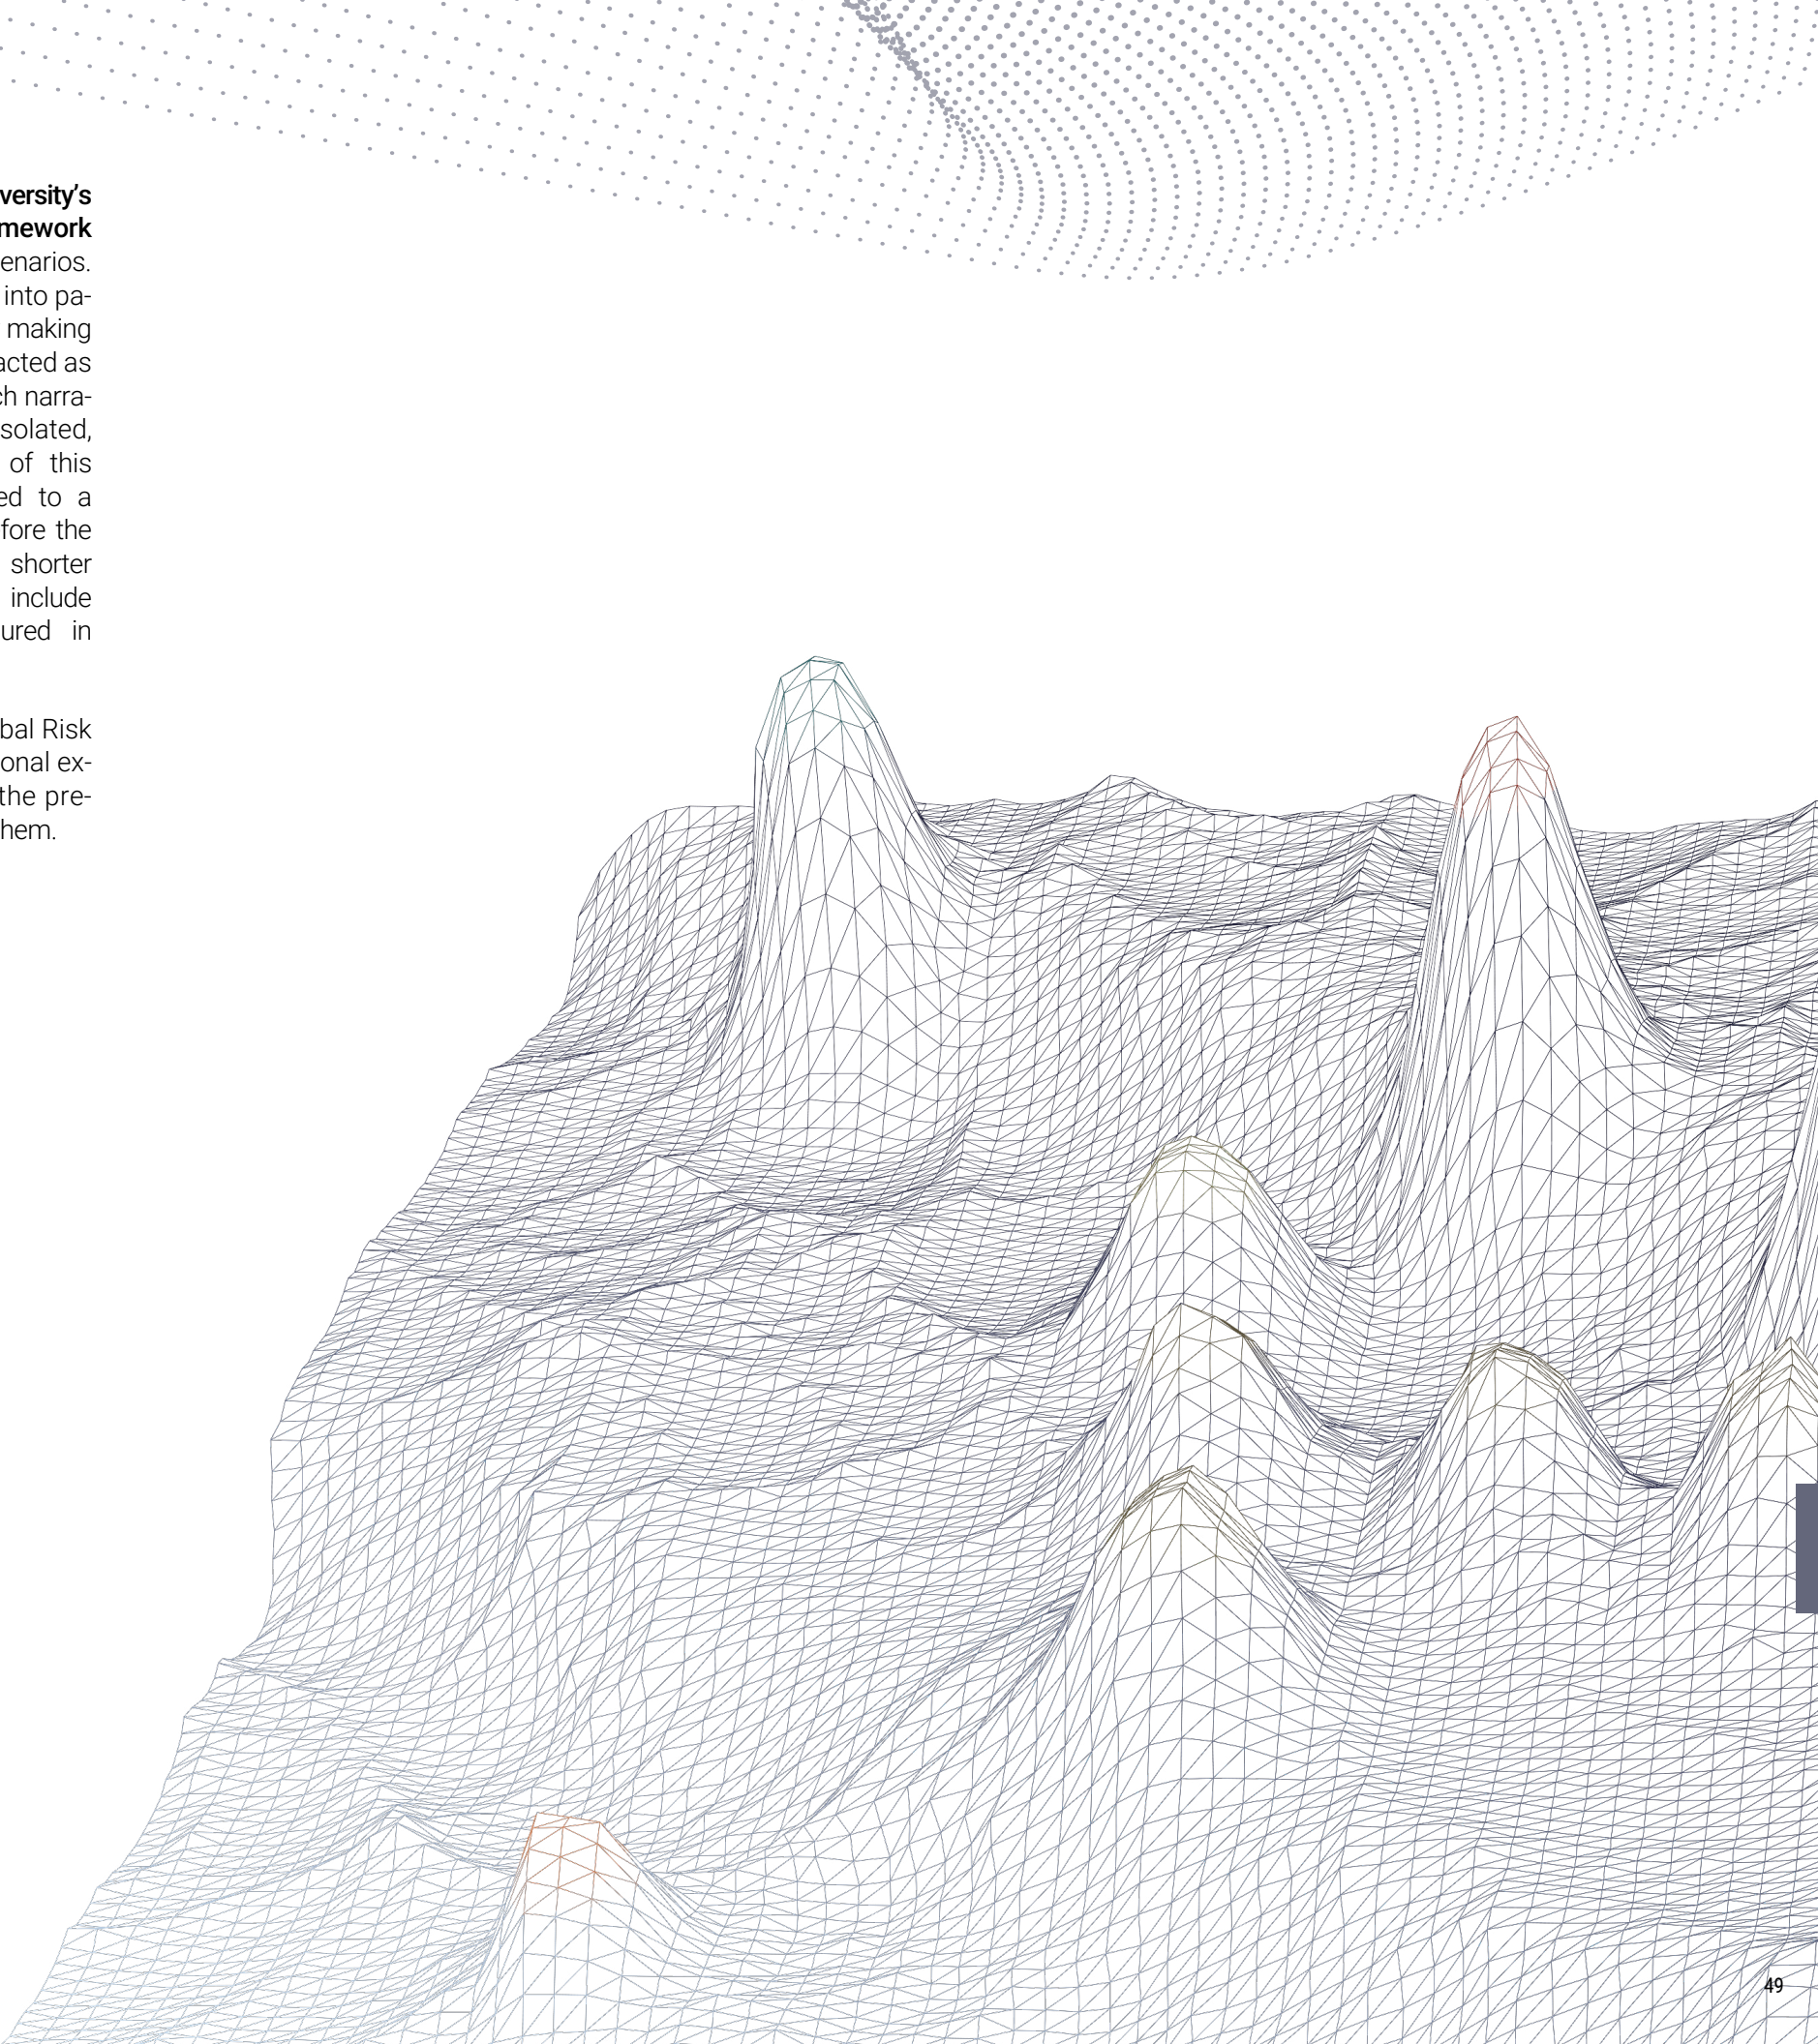 versity’s
mework
enarios.
into pa-
making
acted as
ch narra-
solated,
of this
ed to a
fore the
shorter
include
ured in
bal Risk
onal ex-
the pre-
hem.
49